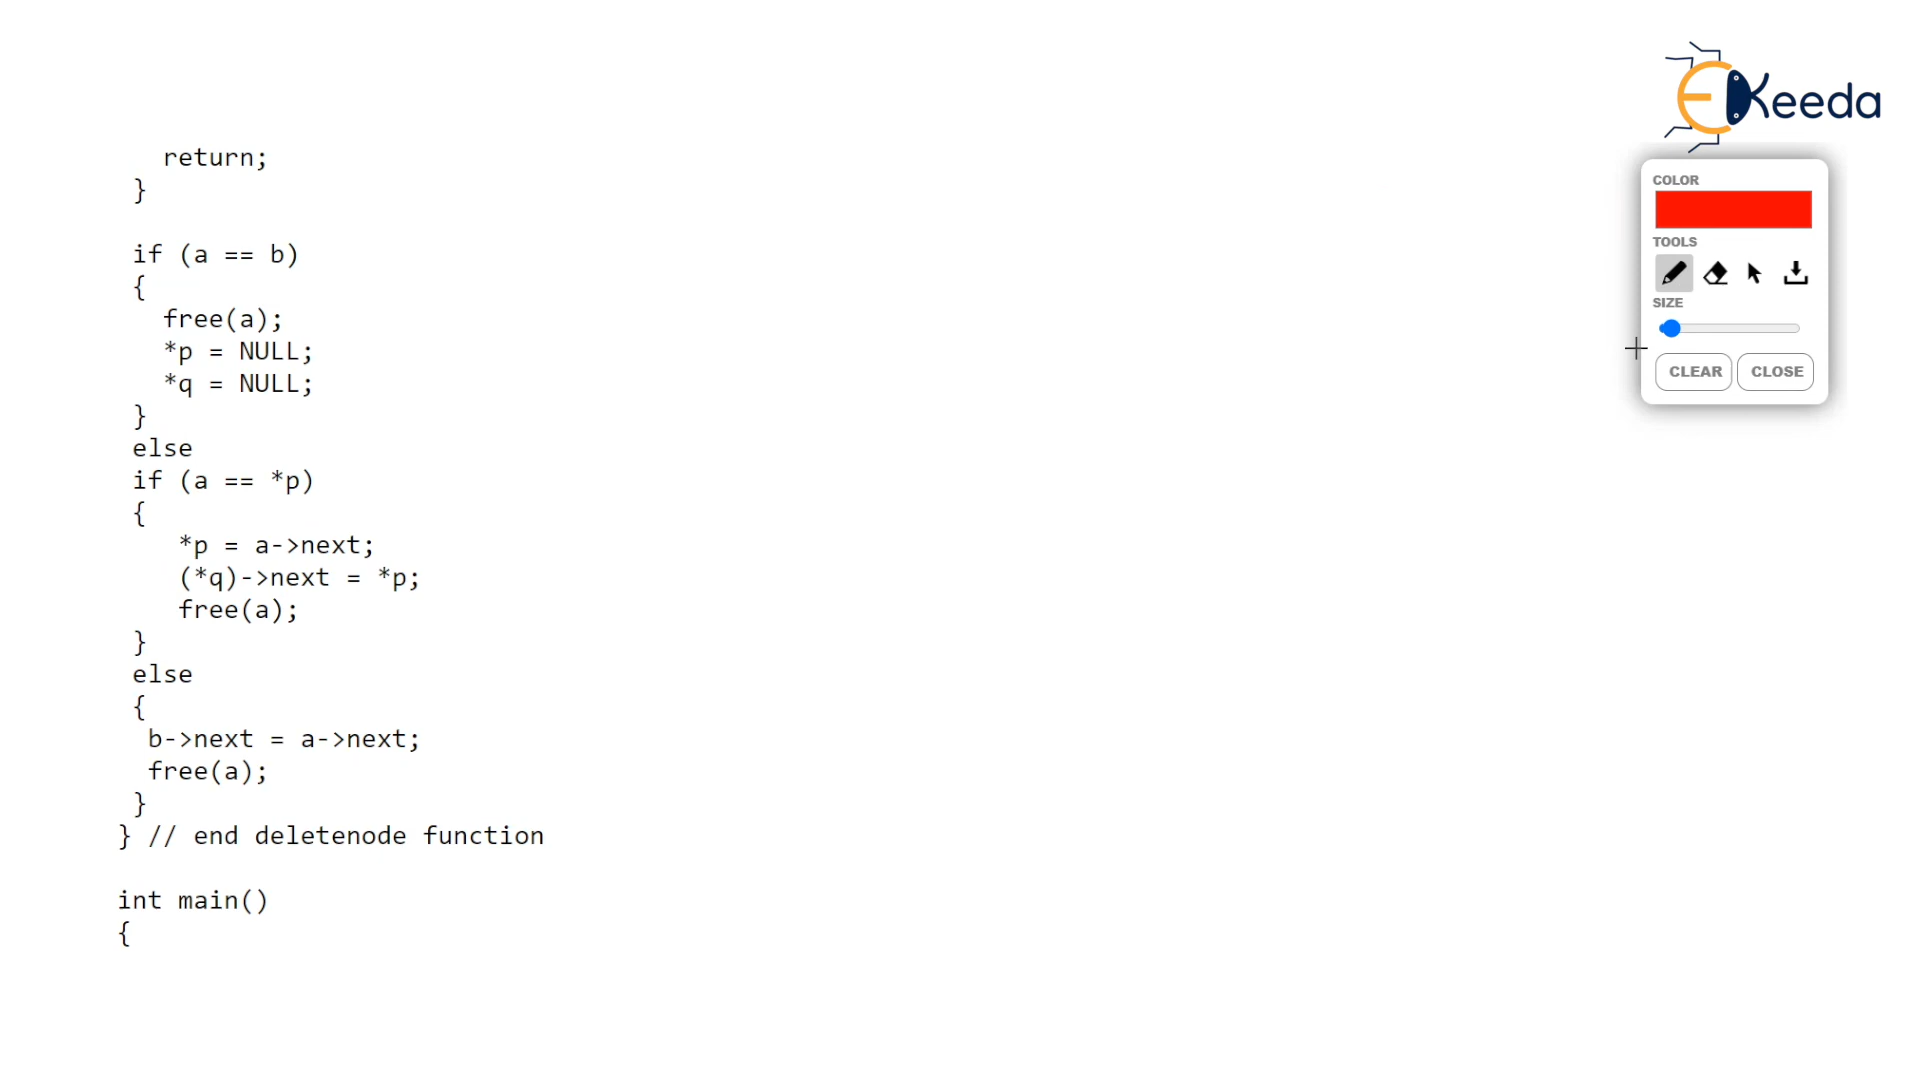 return;
}
if (a == b)
{
free(a);
*p = NULL;
*q = NULL;
}
else
if (a == *p)
{
*p = a->next;
(*q)->next = *p;
free(a);
}
else
{
b->next = a->next;
free(a);
}
} // end deletenode function
int main()
{
EKeeda
COLOR
TOOLS
SIZE
CLEAR CLOSE